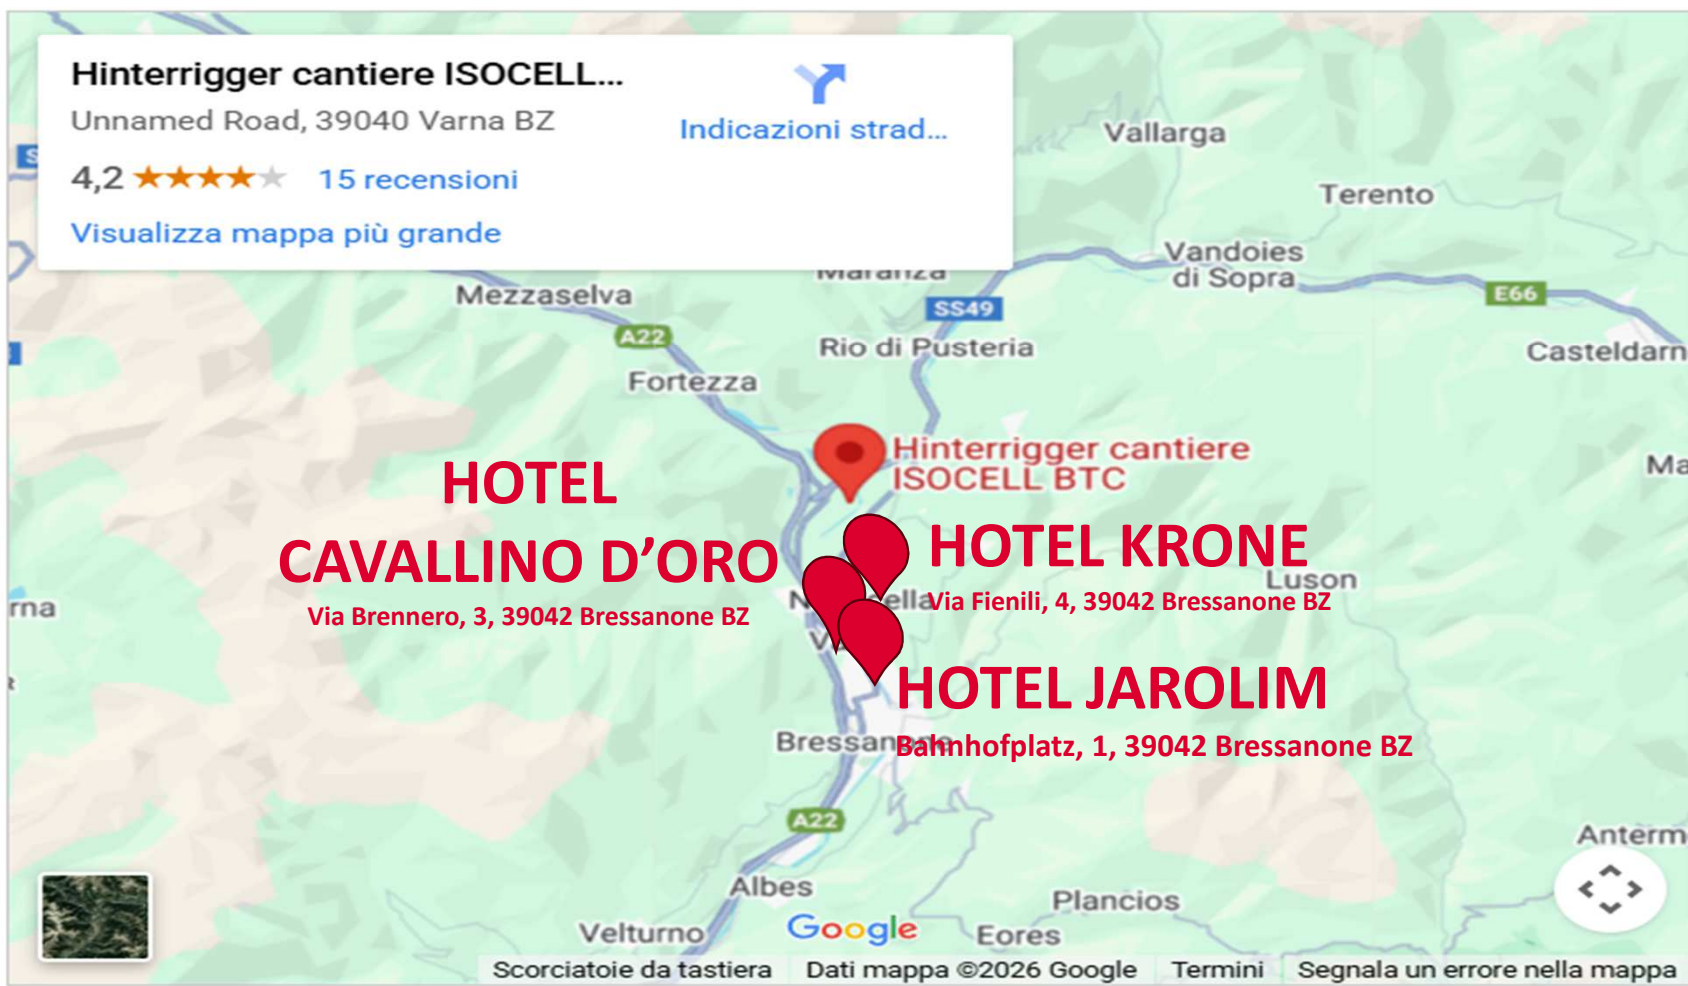 Hinterrigger cantiere ISOCELL...
Unnamed Road, 39040 Varna BZ
4,2
15 recensioni
Visualizza mappa più grande
Indicazioni strad...
Vallarga
Terento
Vandoies
di Sopra
Maranza
Mezzaselva
SS49
E66
A22
Rio di Pusteria
Casteldarn
Fortezza
Hinterrigger cantiere
ISOCELL BTC
Ma
HOTEL
CAVALLINO D'ORO
Via Brennero, 3, 39042 Bressanone BZ
HOTEL KRONE
Via Fienili, 4, 39042 Bressanone BZ
Luson
rna
HOTEL JAROLIM
Bahnhofplatz, 1, 39042 Bressanone BZ
A22
Anterm
Albes
Plancios
Velturno
Google
Eores
Scorciatoie da tastiera
Dati mappa ©2026 Google
Termini
Segnala un errore nella mappa